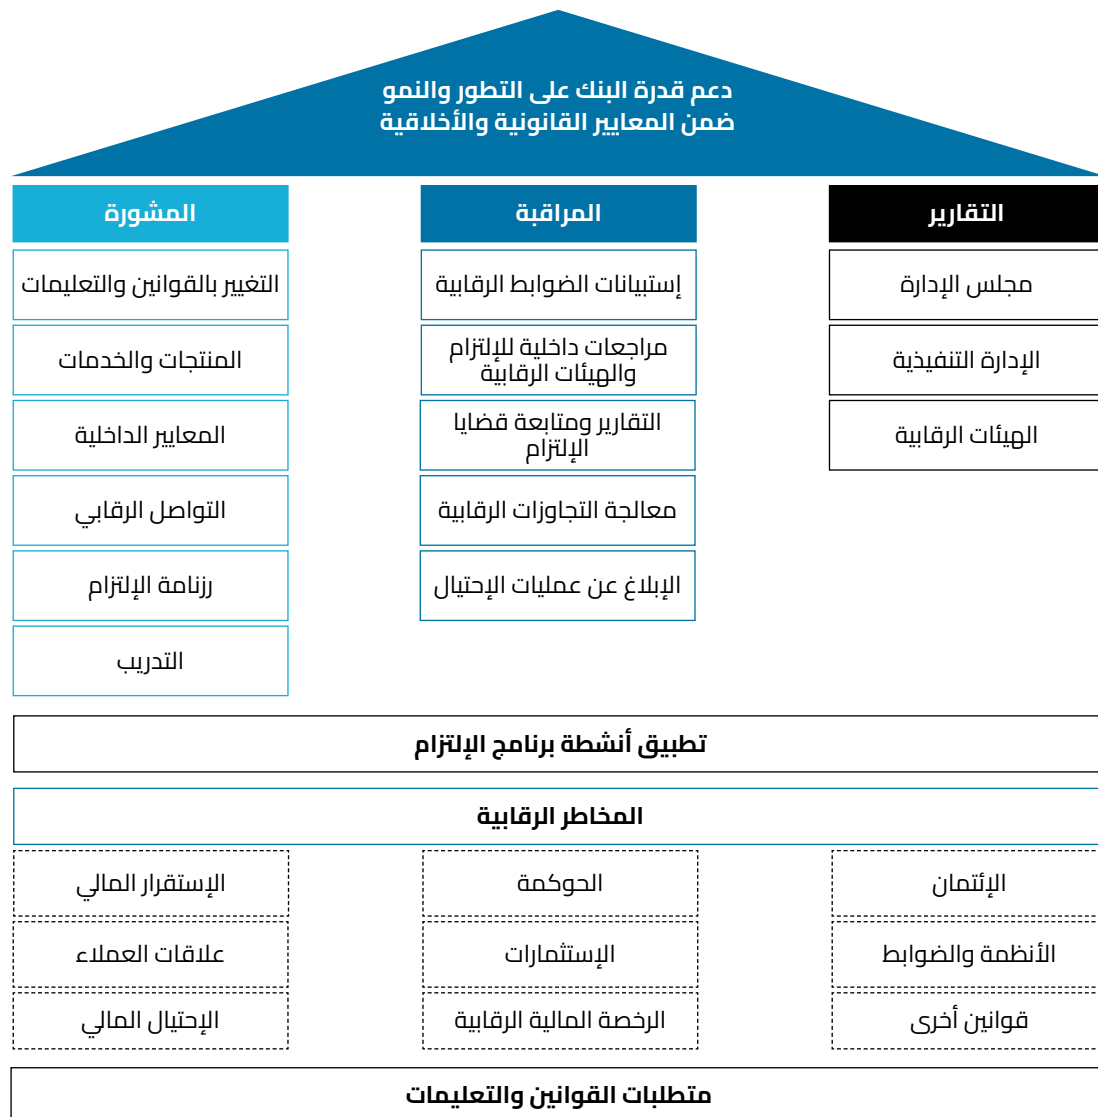 دعم قدرة البنك على التطور والنمو
ضمن المعايير القانونية والأخلاقية
التقارير
مجلس الإدارة
الإدارة التنفيذية
الهيئات الرقابية
المراقبة
إستبيانات الضوابط الرقابية
مراجعات داخلية للإلتزام
والهيئات الرقابية
التقارير ومتابعة قضايا
الإلتزام
معالجة التجاوزات الرقابية
الإبلاغ عن عمليات الإحتيال
المشورة
التغيير بالقوانين والتعليمات
المنتجات والخدمات
المعايير الداخلية
التواصل الرقابي
رزنامة الإلتزام
التدريب
تطبيق أنشطة برنامج الإلتزام
المخاطر الرقابية
الإئتمان
الحوكمة
الإستقرار المالي
الأنظمة والضوابط
الإستثمارات
علاقات العملاء
قوانين أخرى
الرخصة المالية الرقابية
الإحتيال المالي
متطلبات القوانين والتعليمات